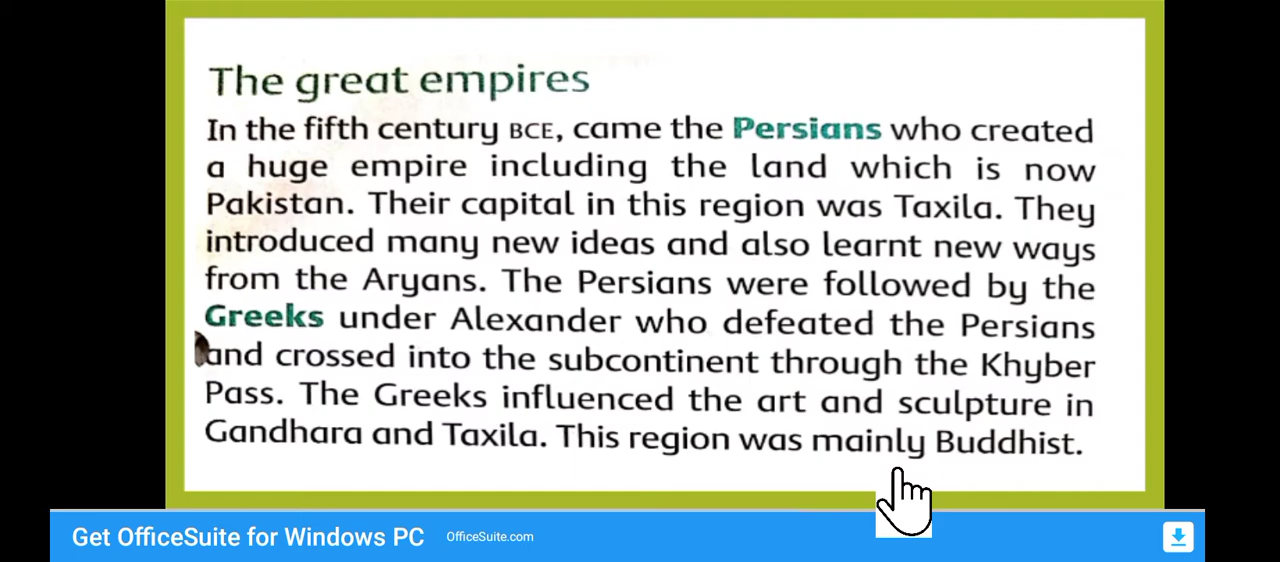 The great empires
In the fifth century BCE, came the Persians who created
a huge empire including the land which is now
Pakistan. Their capital in this region was Taxila. They
introduced many new ideas and also learnt new ways
from the Aryans. The Persians were followed by the
Greeks under Alexander who defeated the Persians
and crossed into the subcontinent through the Khyber
Pass. The Greeks influenced the art and sculpture in
Gandhara and Taxila. This region was mainly Buddhist.
Get OfficeSuite for Windows PC OfficeSuite.com